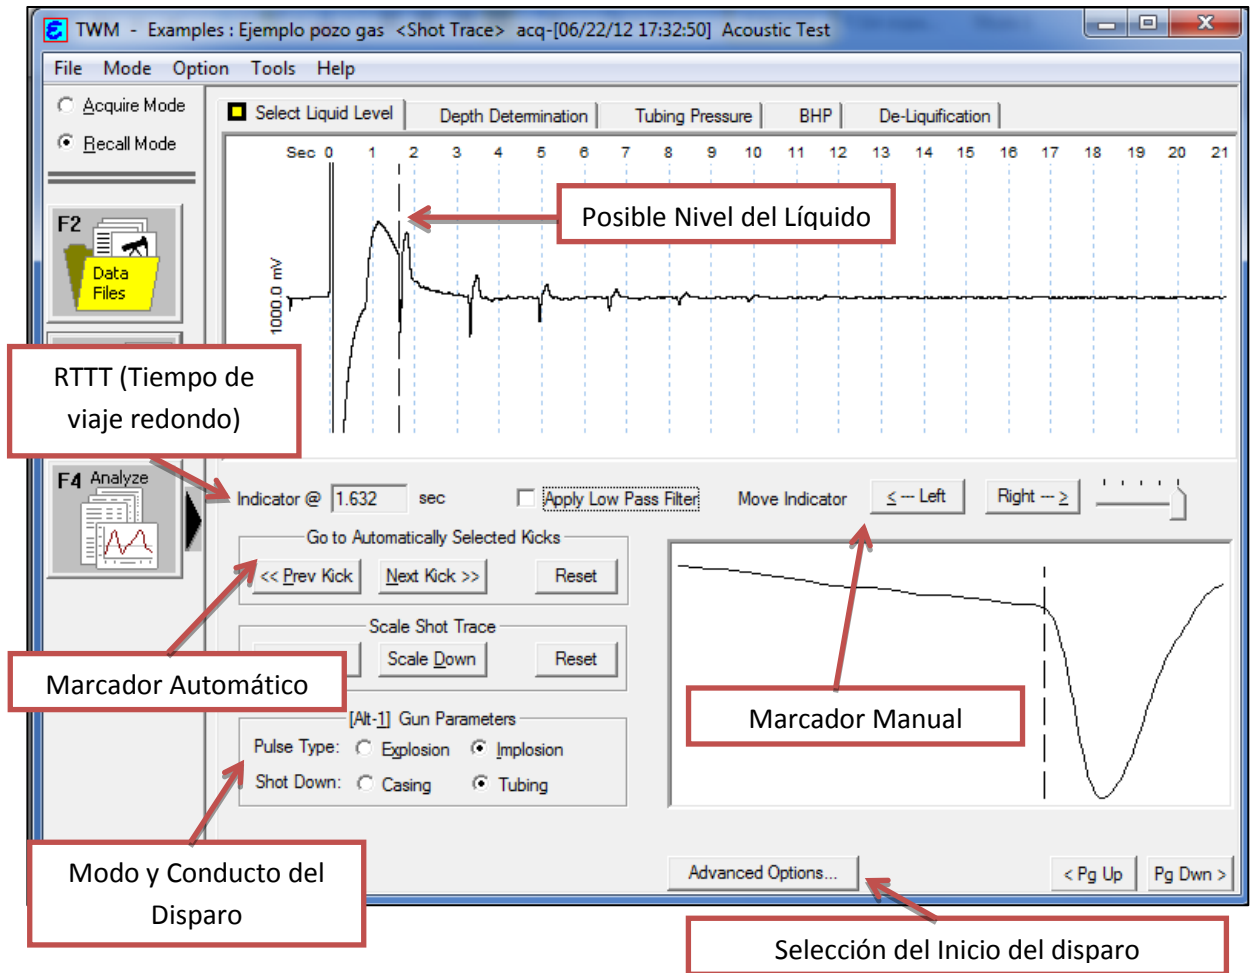 TWM - Examples : Ejemplo pozo gas <Shot Trace> acq-[06/22/12 17:32:50] Acoustic Test
File Mode Option Tools Help
Acquire Mode
Recall Mode
Select Liquid Level Depth Determination Tubing Pressure BHP De-Liquification
Sec 0 1 2 3 4 5 6 7 8 9 10 11 12 13 14 15 16 17 18 19 20 21
Posible Nivel del Líquido
1000.0 mV
F2
Data
Files
RTTT (Tiempo de
viaje redondo)
F4 Analyze
Indicator @ 1.632 sec Apply Low Pass Filter Move Indicator < --- Left Right --- >
Go to Automatically Selected Kicks
<< Prev Kick Next Kick >> Reset
Scale Shot Trace
Scale Down Reset
Marcador Automático
Marcador Manual
[Alt-1] Gun Parameters
Pulse Type: Explosion Implosion
Shot Down: Casing Tubing
Modo y Conducto del
Disparo
Advanced Options... < Pg Up Pg Dwn >
Selección del Inicio del disparo